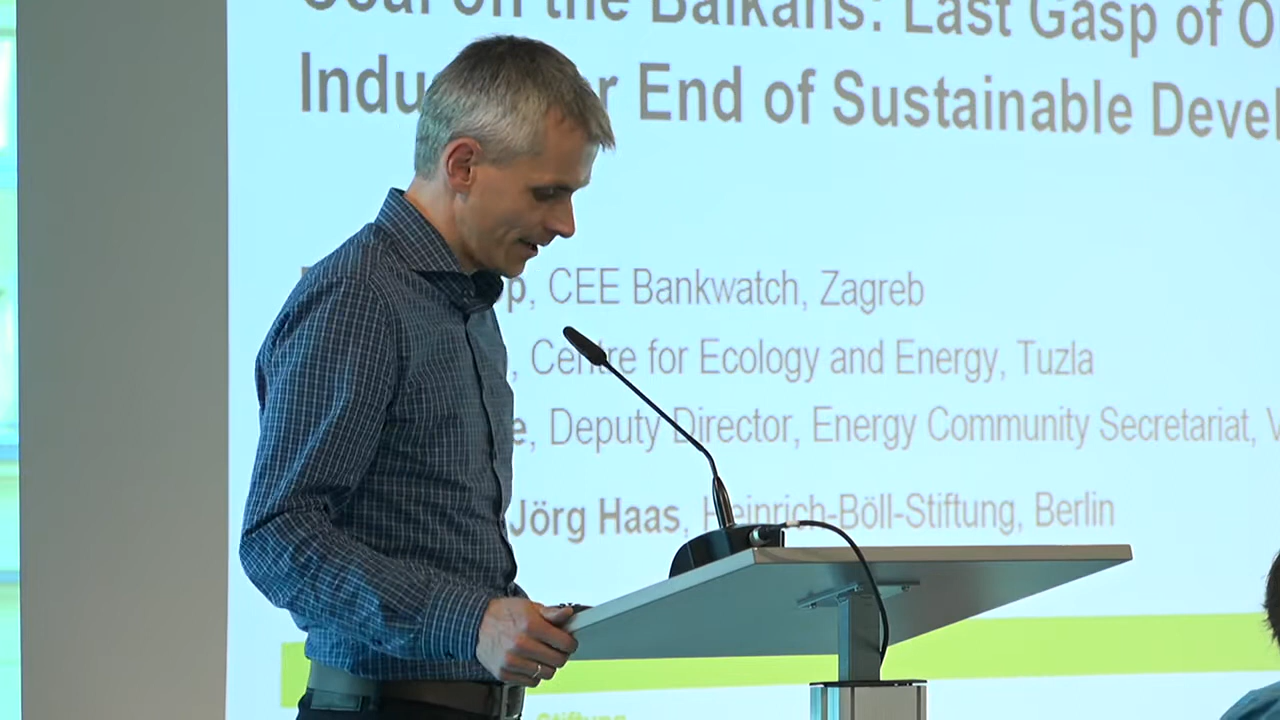 Coal on the Balkans: Last Gasp of O
Indu r End of Sustainable Devel
p, CEE Bankwatch, Zagreb
, Centre for Ecology and Energy, Tuzla
e, Deputy Director, Energy Community Secretariat, V
Jörg Haas, Heinrich-Böll-Stiftung, Berlin
Stiftung